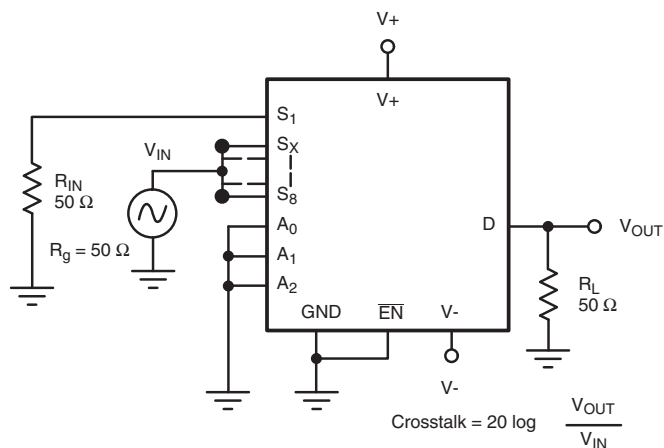 V+
V+
S1
SX
VIN
S8
RIN
50 Ω
Rg = 50 Ω
A0
A1
A2
D
VOUT
RL
50 Ω
GND
EN
V-
V-
Crosstalk = 20 log VOUT
VIN